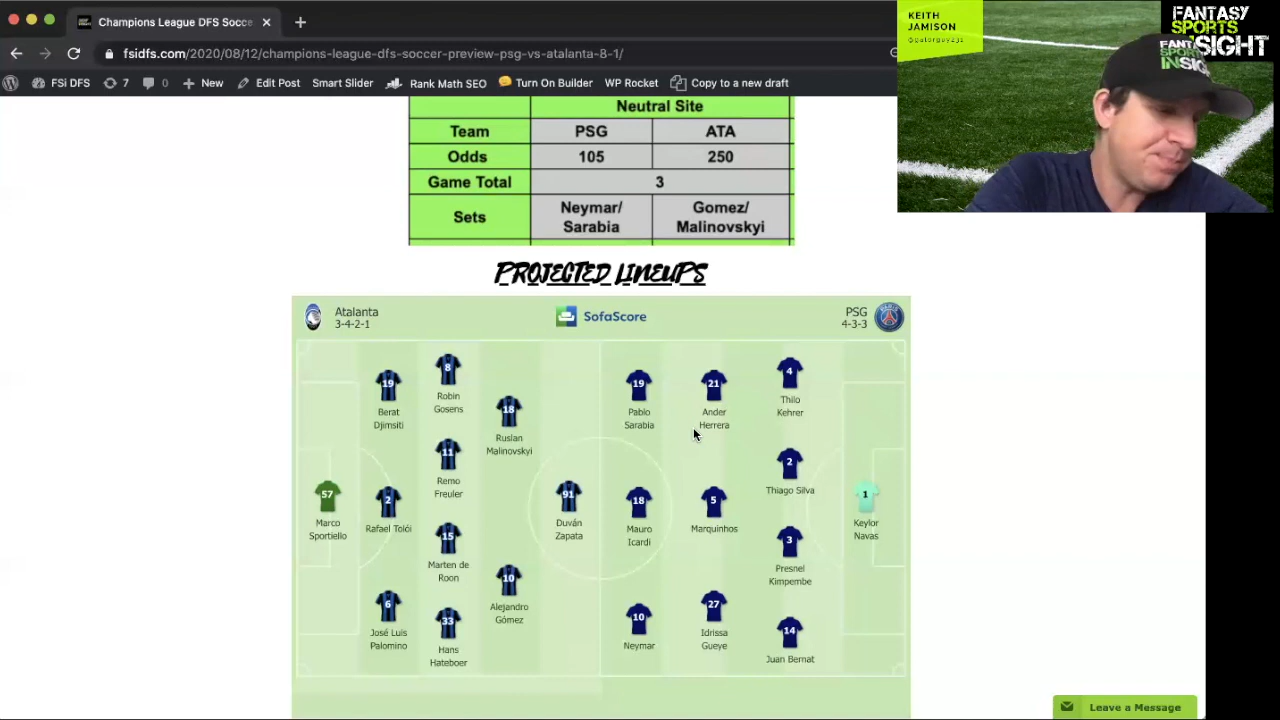 Champions League DFS Socce
fsidfs.com/2020/08/12/champions-league-dfs-soccer-preview-psg-vs-atalanta-8-1/
FSi DFS
7
0
New
Edit Post
Smart Slider
Rank Math SEO
Turn On Builder
WP Rocket
Copy to a new draft
KEITH
JAMISON
FANTASY
SPORTS
INSIGHT
Neutral Site
Team PSG ATA
Odds 105 250
Game Total 3
Sets
Neymar/
Sarabia
Gomez/
Malinovskyi
PROJECTED LINEUPS
Atalanta
3-4-2-1
SofaScore
PSG
4-3-3
57
Marco
Sportiello
19
Berat
Djimsiti
2
Rafael Tolói
6
José Luis
Palomino
8
Robin
Gosens
11
Remo
Freuler
15
Marten de
Roon
33
Hans
Hateboer
18
Ruslan
Malinovskyi
10
Alejandro
Gómez
91
Duván
Zapata
19
Pablo
Sarabia
18
Mauro
Icardi
10
Neymar
21
Ander
Herrera
5
Marquinhos
27
Idrissa
Gueye
4
Thilo
Kehrer
2
Thiago Silva
3
Presnel
Kimpembe
14
Juan Bernat
1
Keylor
Navas
Leave a Message